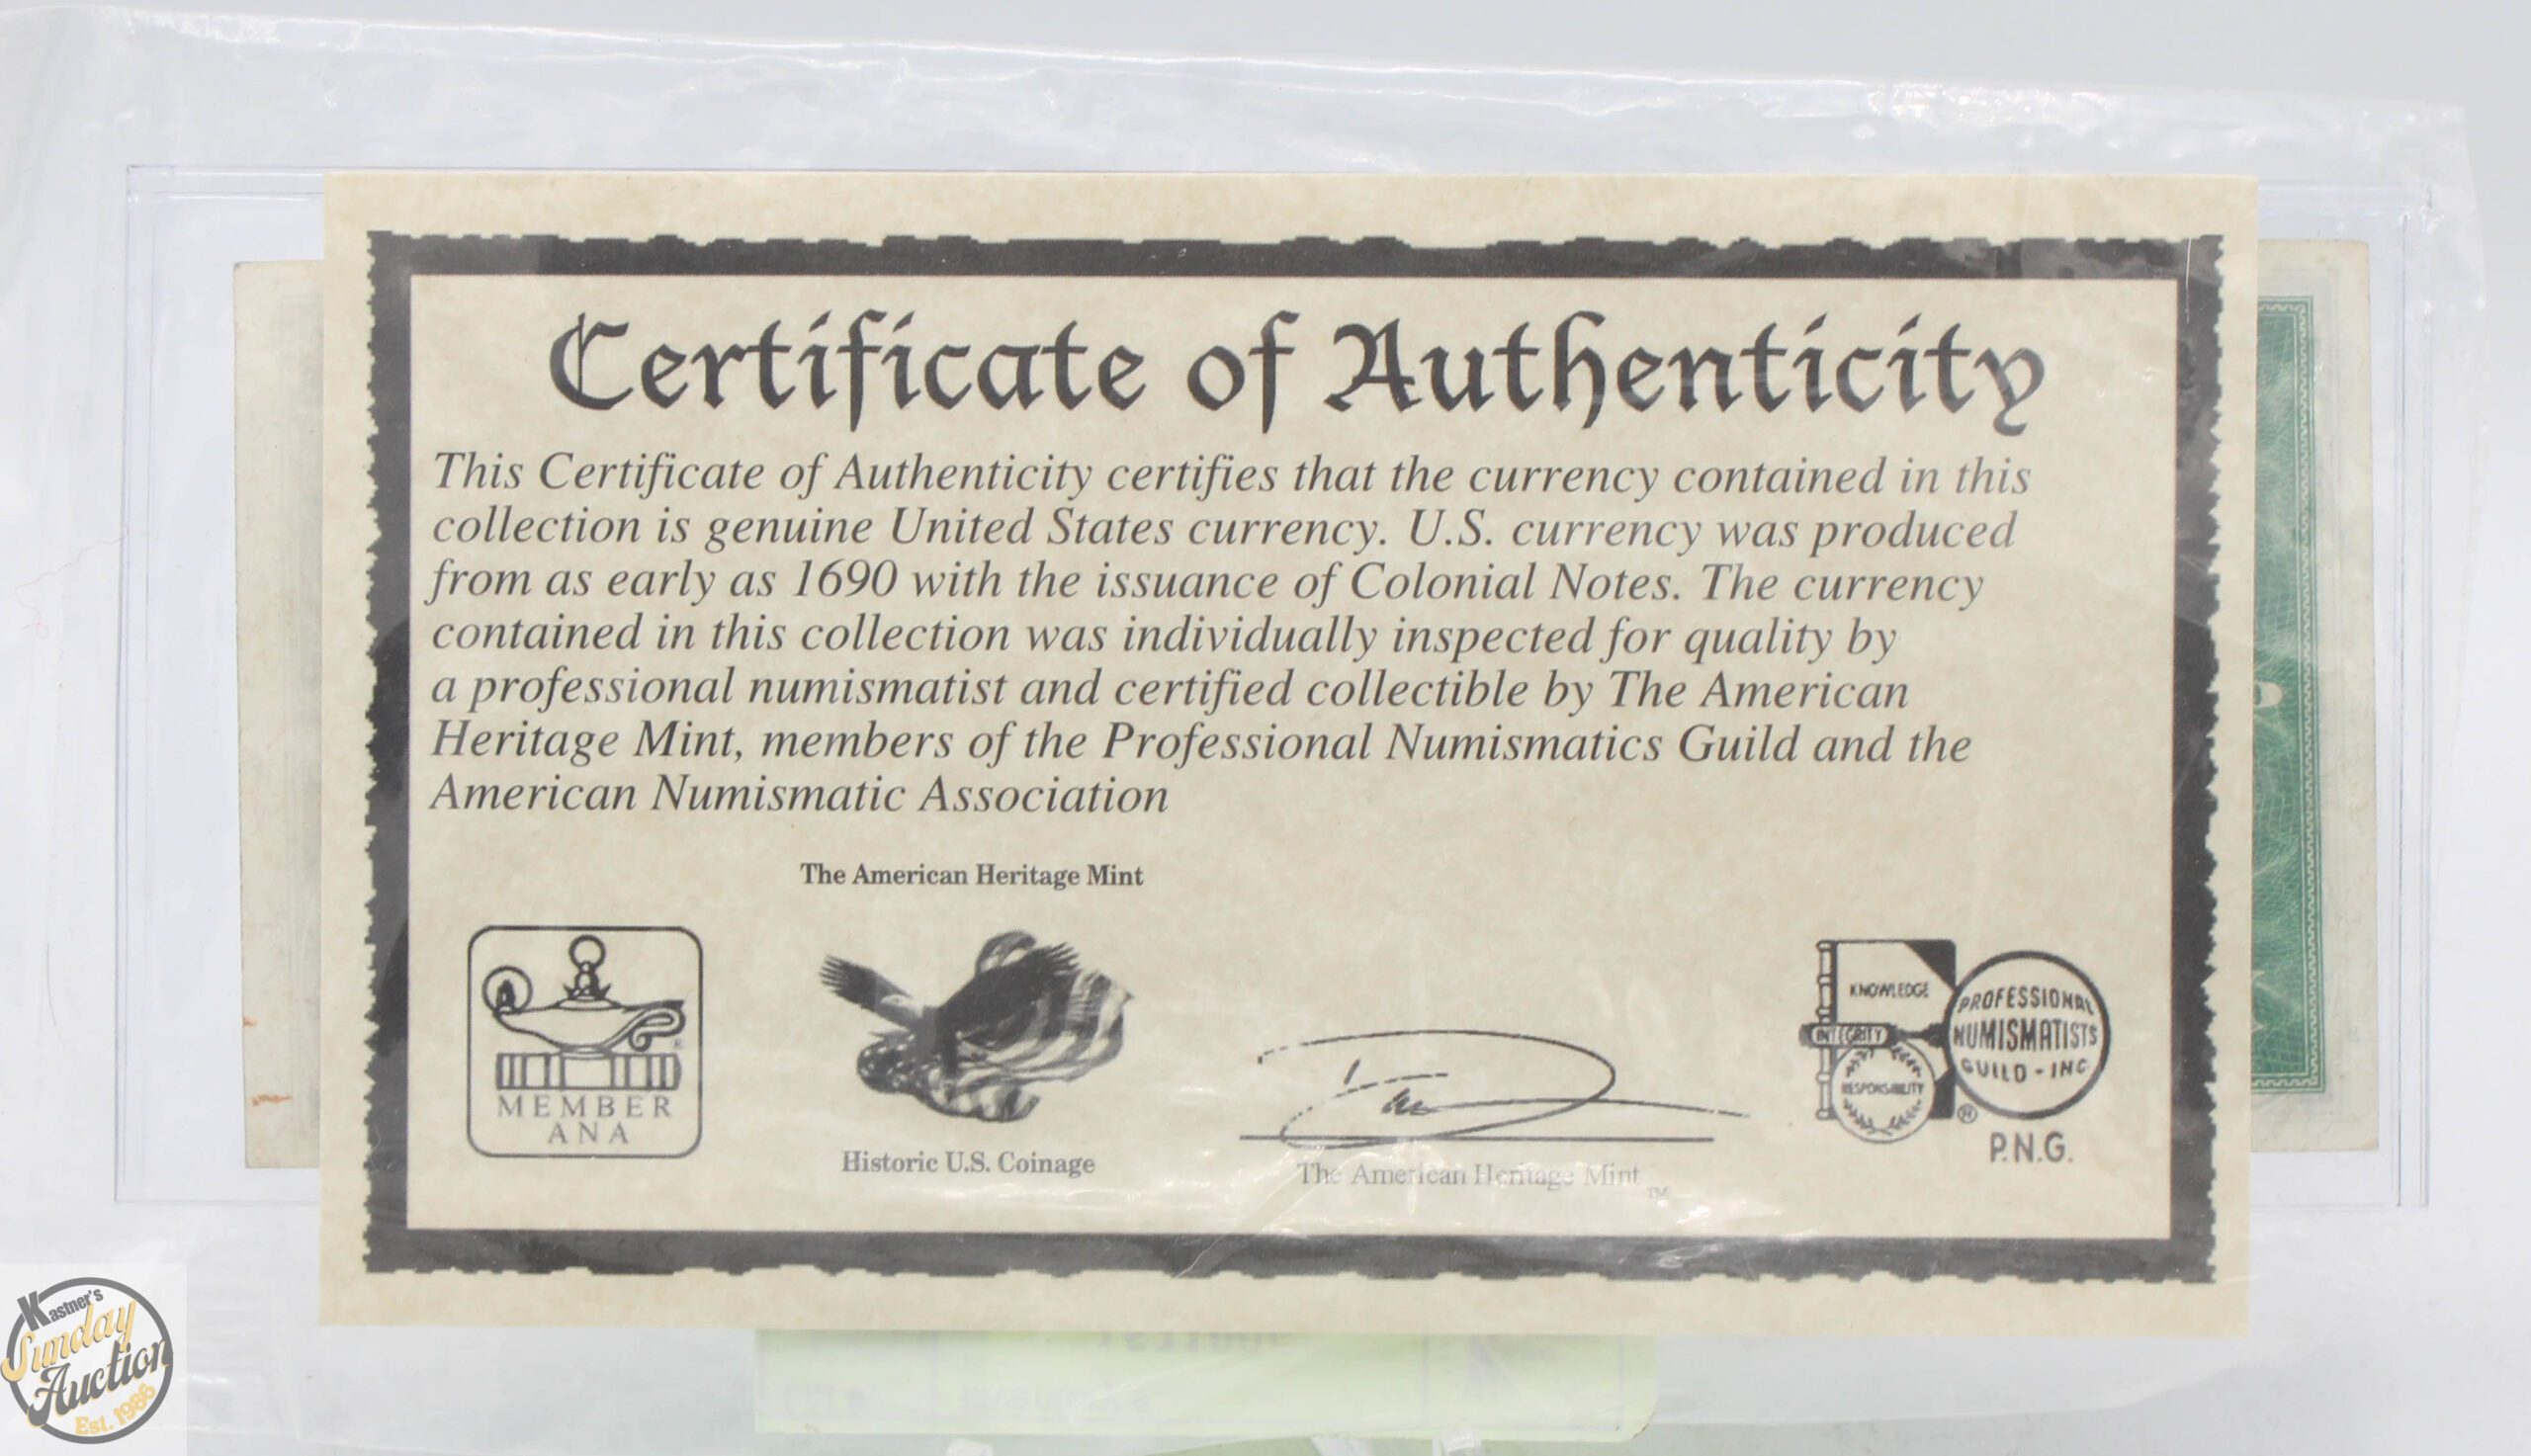 Certificate of Authenticity
This Certificate of Authenticity certifies that the currency contained in this
collection is genuine United States currency. U.S. currency was produced
from as early as 1690 with the issuance of Colonial Notes. The currency
contained in this collection was individually inspected for quality by
a professional numismatist and certified collectible by The American
Heritage Mint, members of the Professional Numismatics Guild and the
American Numismatic Association
The American Heritage Mint
MEMBER
ANA
Historic U.S. Coinage
The American Heritage Mint
TM
KNOWLEDGE
INTEGRITY
RESPONSIBILITY
PROFESSIONAL
NUMISMATISTS
GUILD - INC
®
P.N.G.
Kastner's
Sunday
Auction
Est. 1986